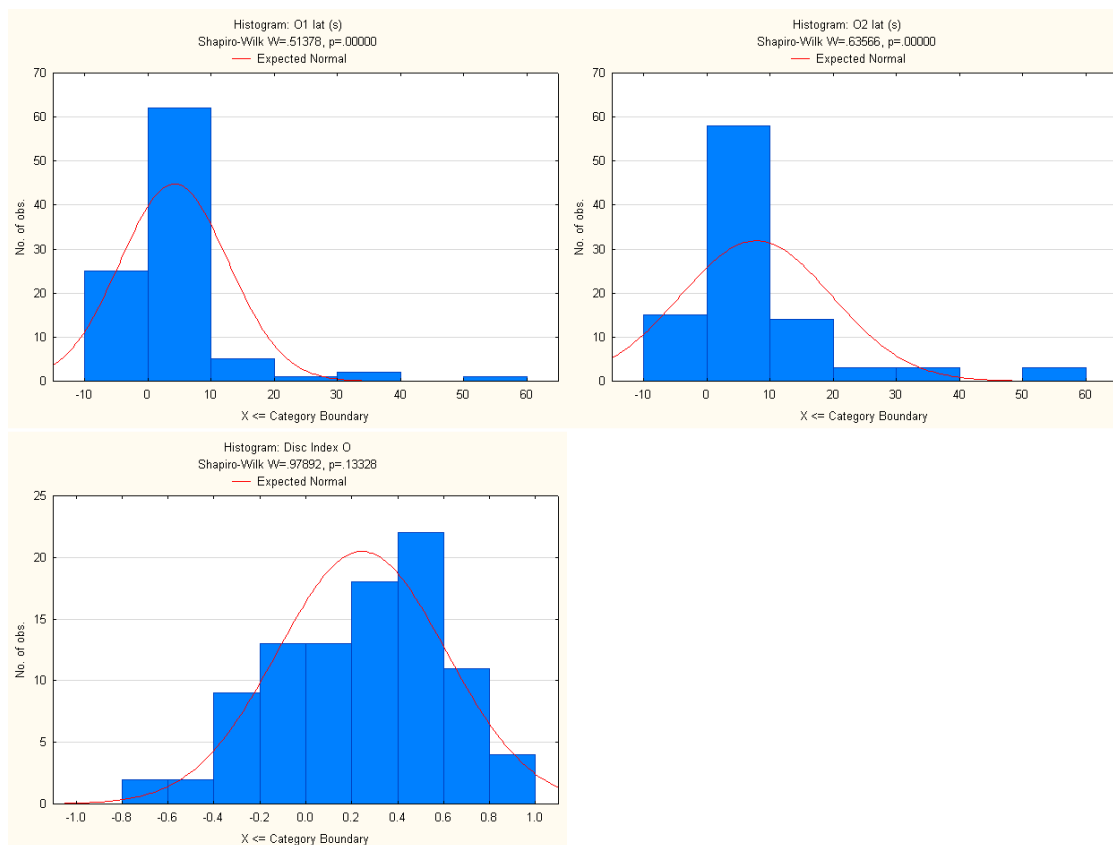 Histogram: O1 lat (s)
Shapiro-Wilk W=.51378, p=.00000
Expected Normal
70
60
50
40
30
20
10
0
No. of obs.
-10 0 10 20 30 40 50 60
X <= Category Boundary
Histogram: O2 lat (s)
Shapiro-Wilk W=.63566, p=.00000
Expected Normal
70
60
50
40
30
20
10
0
No. of obs.
-10 0 10 20 30 40 50 60
X <= Category Boundary
Histogram: Disc Index O
Shapiro-Wilk W=.97892, p=.13328
Expected Normal
25
20
15
10
5
0
No. of obs.
-1.0 -0.8 -0.6 -0.4 -0.2 0.0 0.2 0.4 0.6 0.8 1.0
X <= Category Boundary